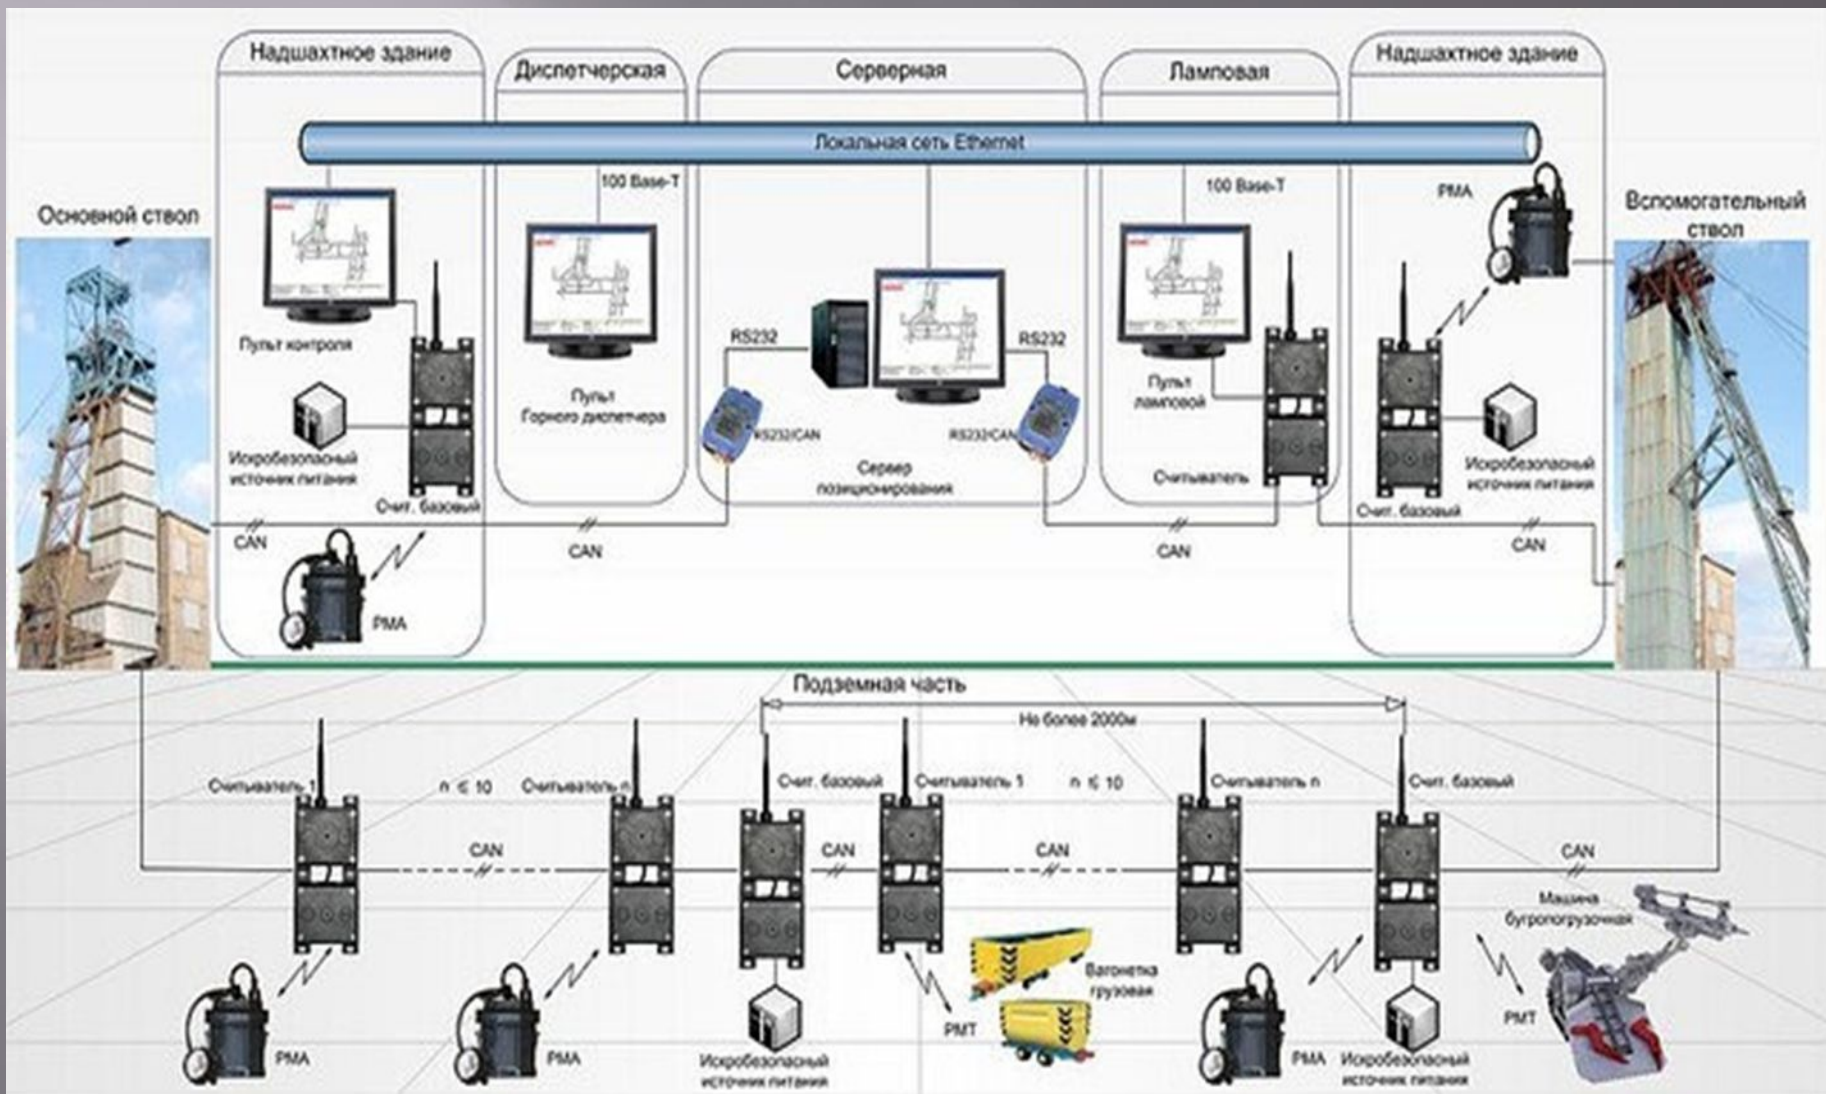 Надшахтное здание
Диспетчерская
Серверная
Ламповая
Надшахтное здание
Локальная сеть Ethernet
100 Base-T
100 Base-T
РМА
Основной ствол
Вспомогательный
ствол
Пульт контроля
RS232
RS232
Пульт
Горного диспетчера
Пульт
ламповой
RS232/CAN
RS232/CAN
Искробезопасный
источник питания
Сервер
позиционирования
Считыватель
Искробезопасный
источник питания
Счит. базовый
Счит. базовый
CAN
CAN
CAN
CAN
РМА
Подземная часть
Не более 2000м
Считыватель 1
n ≤ 10
Считыватель n
Счит. базовый
Считыватель 1
n ≤ 10
Считыватель n
Счит. базовый
CAN
CAN
CAN
CAN
Машина
бугропогрузочная
Вагонетка
грузовая
РМА
РМА
РМТ
РМА
РМТ
Искробезопасный
источник питания
Искробезопасный
источник питания